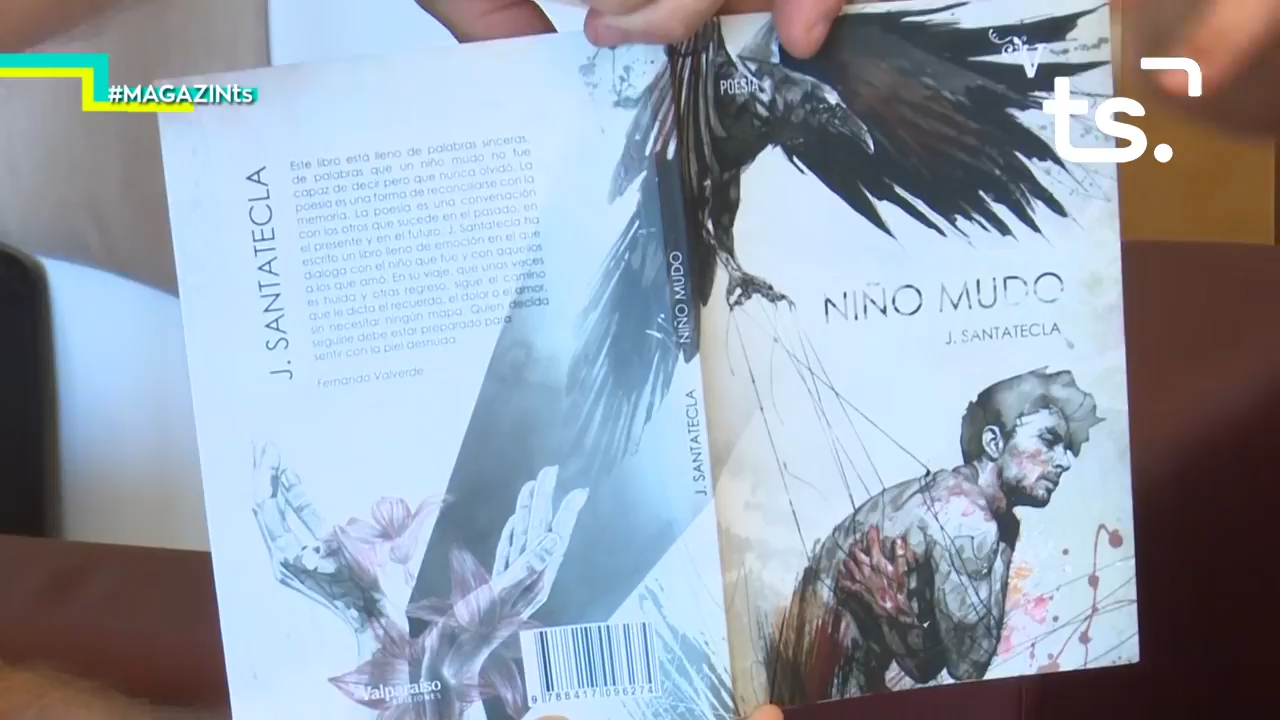 #MAGAZINts
ts.
J. SANTATECLA
Este libro está lleno de palabras sinceras,
de palabras que un niño mudo no fue
capaz de decir pero que nunca olvidó. La
poesía es una forma de reconciliarse con la
memoria. La poesía es una conversación
con los otros que sucede en el pasado, en
el presente y en el futuro. J. Santatecla ha
escrito un libro lleno de emoción en el que
dialoga con el niño que fue y con aquellos
a los que amó. En su viaje, que unas veces
es huida y otras regreso, sigue el camino
que le dicta el recuerdo, el dolor o el amor,
sin necesitar ningún mapa. Quien decida
seguirle debe estar preparado para
sentir con la piel desnuda.
Fernando Valverde
Valparaíso
EDICIONES
9 788417 096274
NIÑO MUDO
J. SANTATECLA
POESÍA
V
NIÑO MUDO
J. SANTATECLA